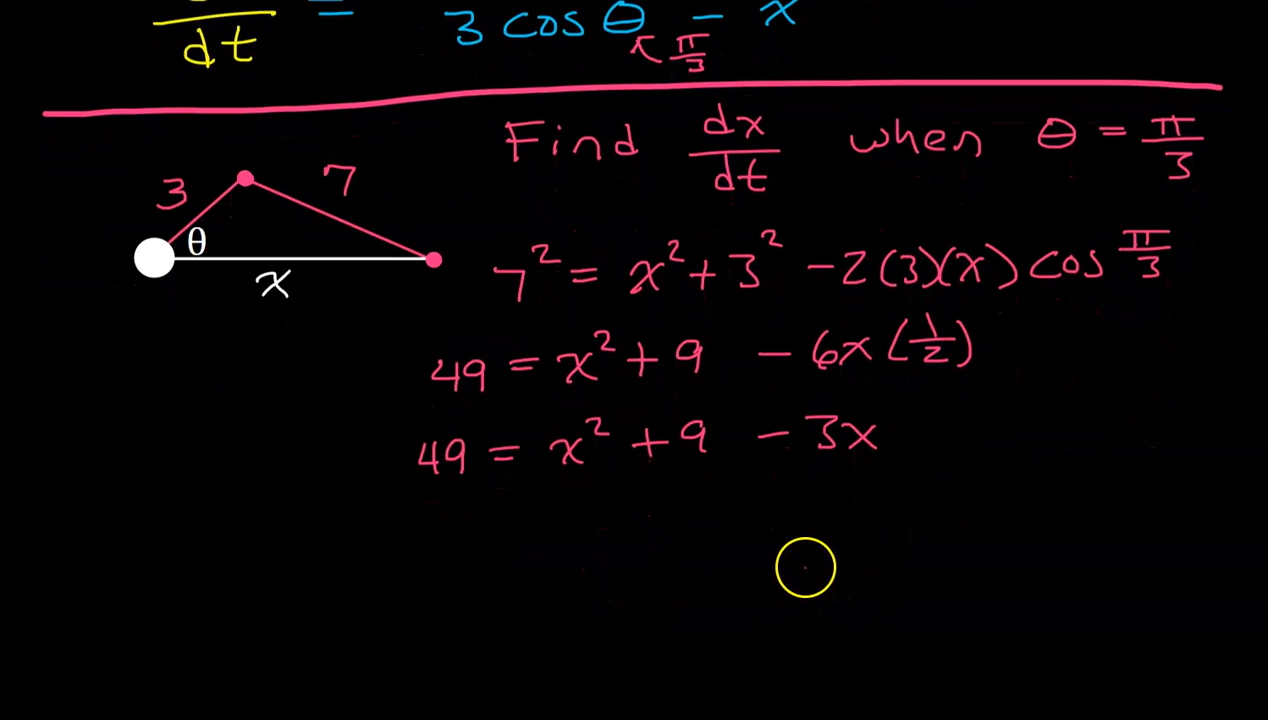 dt = 3 cos θ - x
↖ π/3
Find dx/dt when θ = π/3
3 7
θ
x
7² = x² + 3² - 2(3)(x) cos π/3
49 = x² + 9 - 6x (1/2)
49 = x² + 9 - 3x